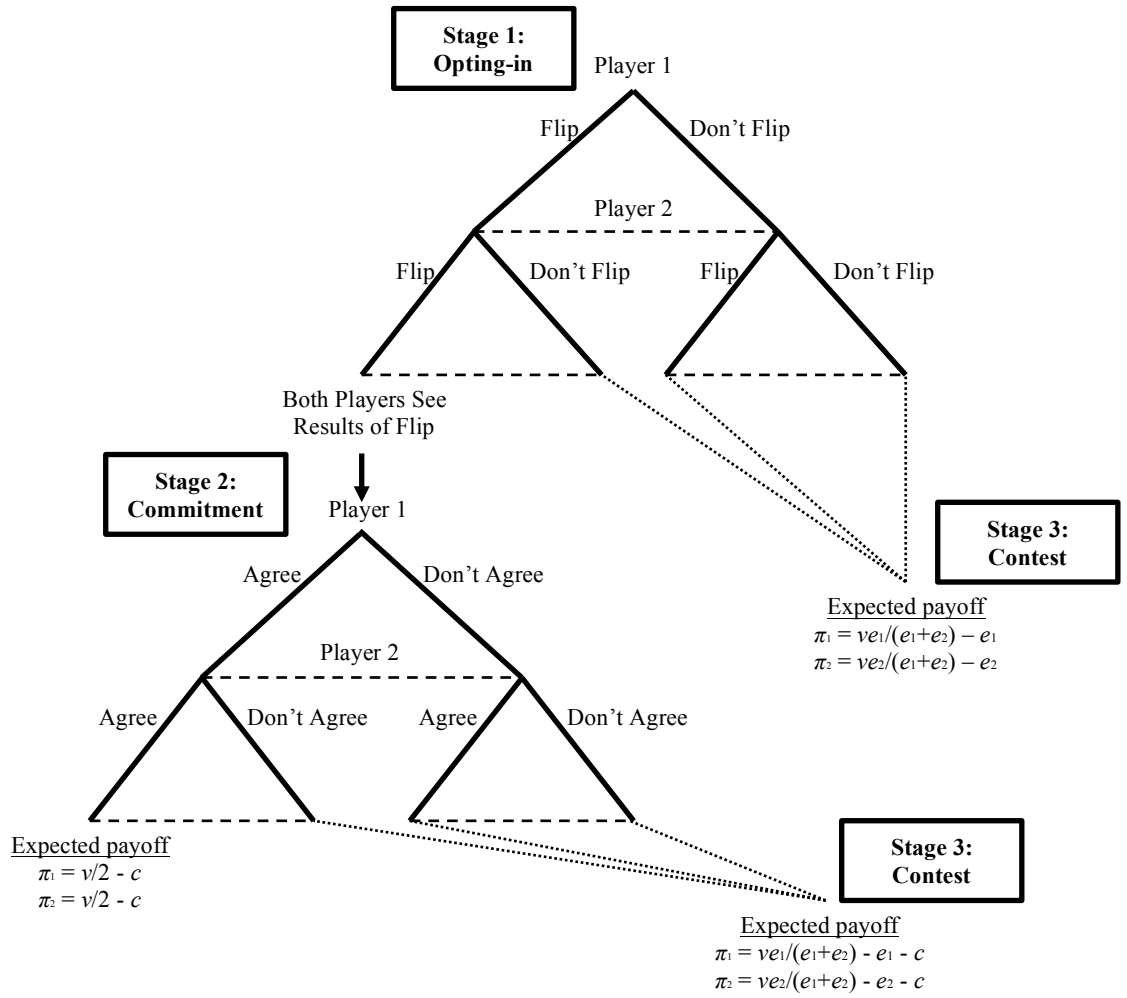 Stage 1:
Opting-in
Player 1
Flip
Don’t Flip
Player 2
Flip
Don’t Flip
Flip
Don’t Flip
Both Players See
Results of Flip
Stage 2:
Commitment
Player 1
Stage 3:
Contest
Agree
Don’t Agree
Expected payoff
π₁ = ve₁/(e₁+e₂) – e₁
π₂ = ve₂/(e₁+e₂) – e₂
Player 2
Agree
Don’t Agree
Agree
Don’t Agree
Expected payoff
π₁ = v/2 - c
π₂ = v/2 - c
Stage 3:
Contest
Expected payoff
π₁ = ve₁/(e₁+e₂) - e₁ - c
π₂ = ve₂/(e₁+e₂) - e₂ - c